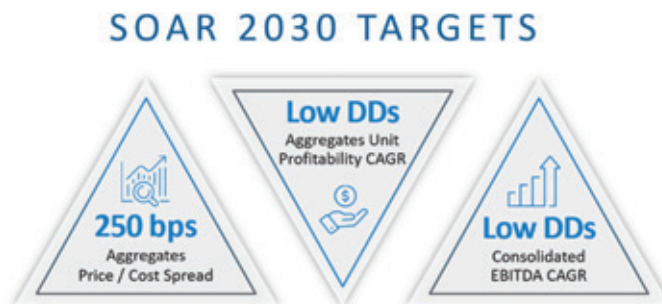 SOAR 2030 TARGETS
250 bps
Aggregates
Price / Cost Spread
Low DDs
Aggregates Unit
Profitability CAGR
$
Low DDs
Consolidated
EBITDA CAGR